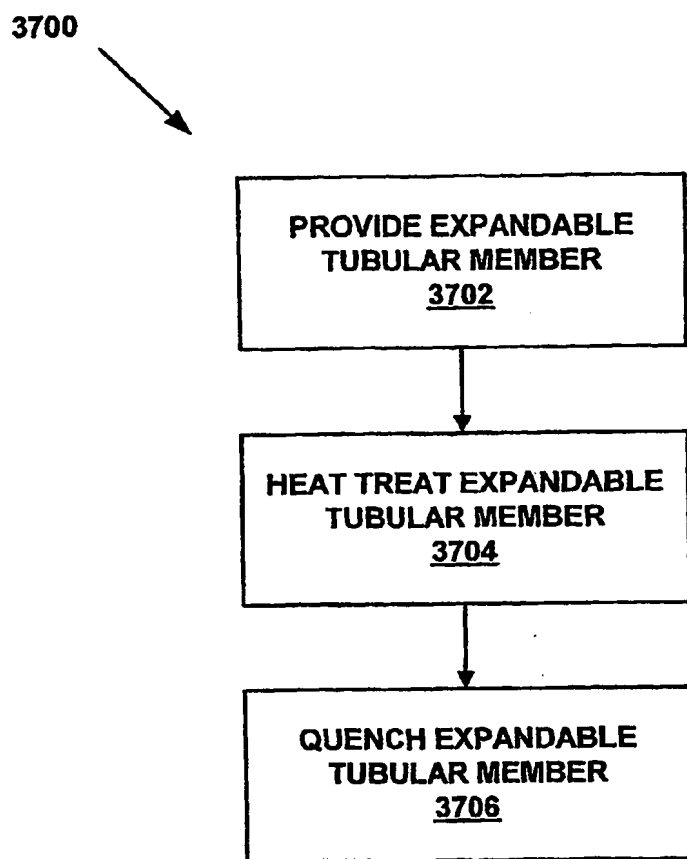 3700
PROVIDE EXPANDABLE
TUBULAR MEMBER
3702
HEAT TREAT EXPANDABLE
TUBULAR MEMBER
3704
QUENCH EXPANDABLE
TUBULAR MEMBER
3706